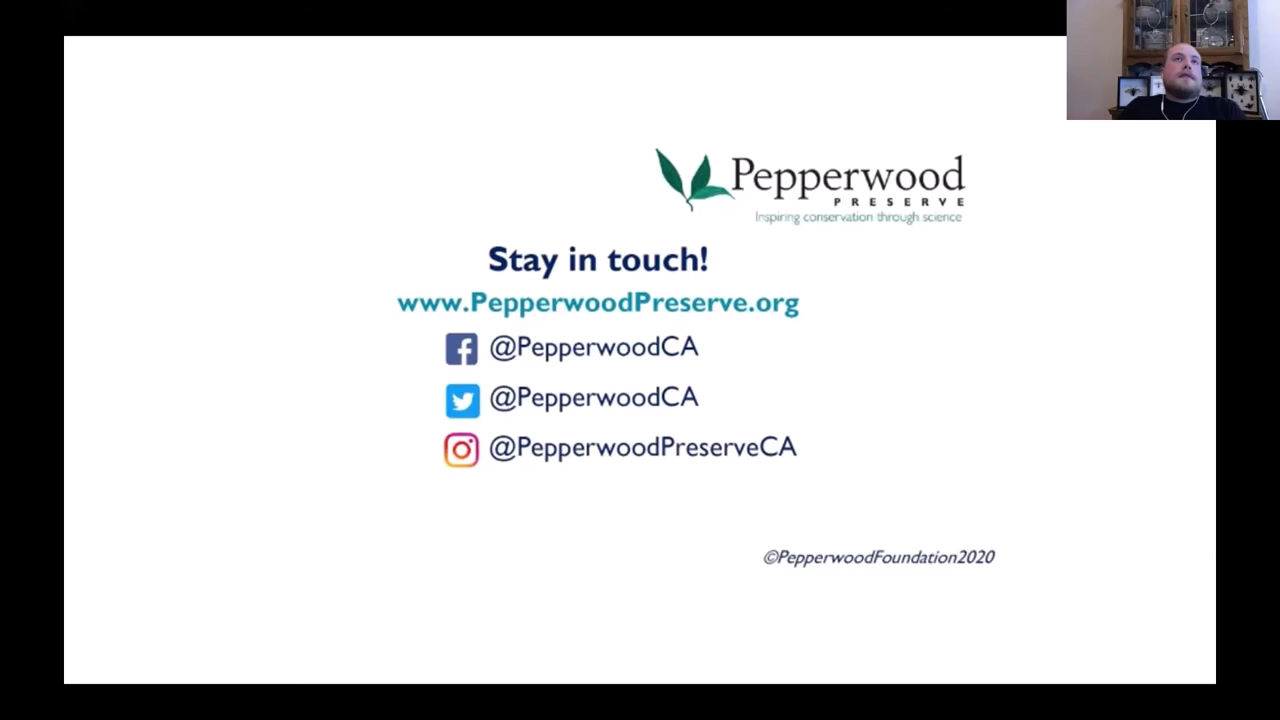 Pepperwood
PRESERVE
Inspiring conservation through science
Stay in touch!
www.PepperwoodPreserve.org
@PepperwoodCA
@PepperwoodCA
@PepperwoodPreserveCA
©PepperwoodFoundation2020